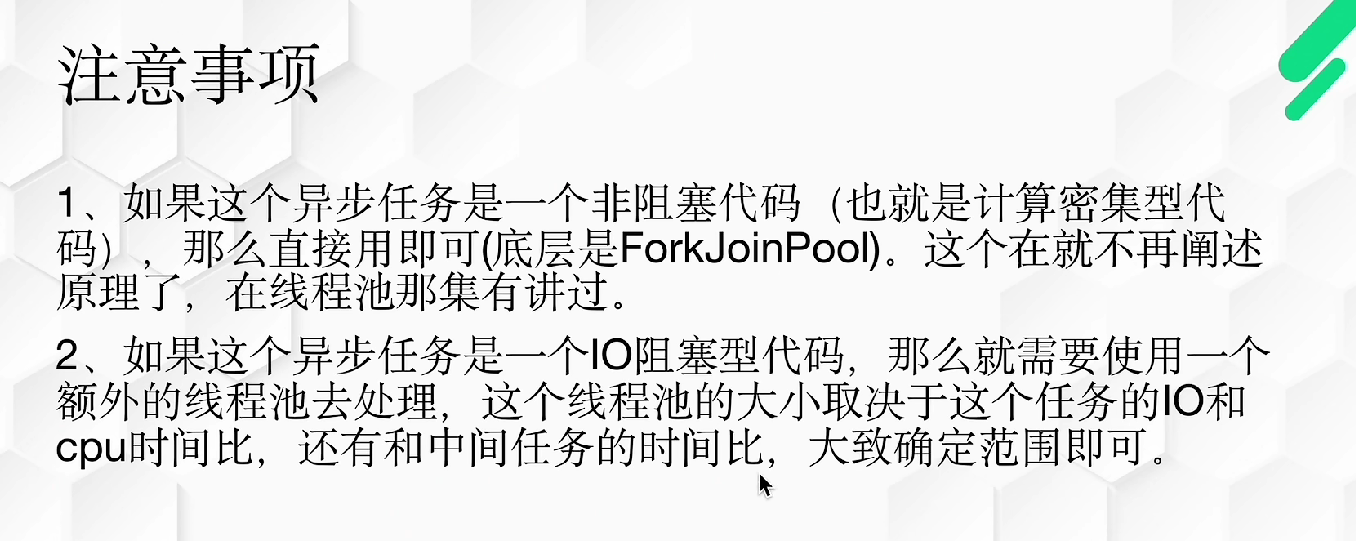 注意事项
1、如果这个异步任务是一个非阻塞代码（也就是计算密集型代
码），那么直接用即可(底层是ForkJoinPool)。这个在就不再阐述
原理了，在线程池那集有讲过。
2、如果这个异步任务是一个IO阻塞型代码，那么就需要使用一个
额外的线程池去处理，这个线程池的大小取决于这个任务的IO和
cpu时间比，还有和中间任务的时间比，大致确定范围即可。